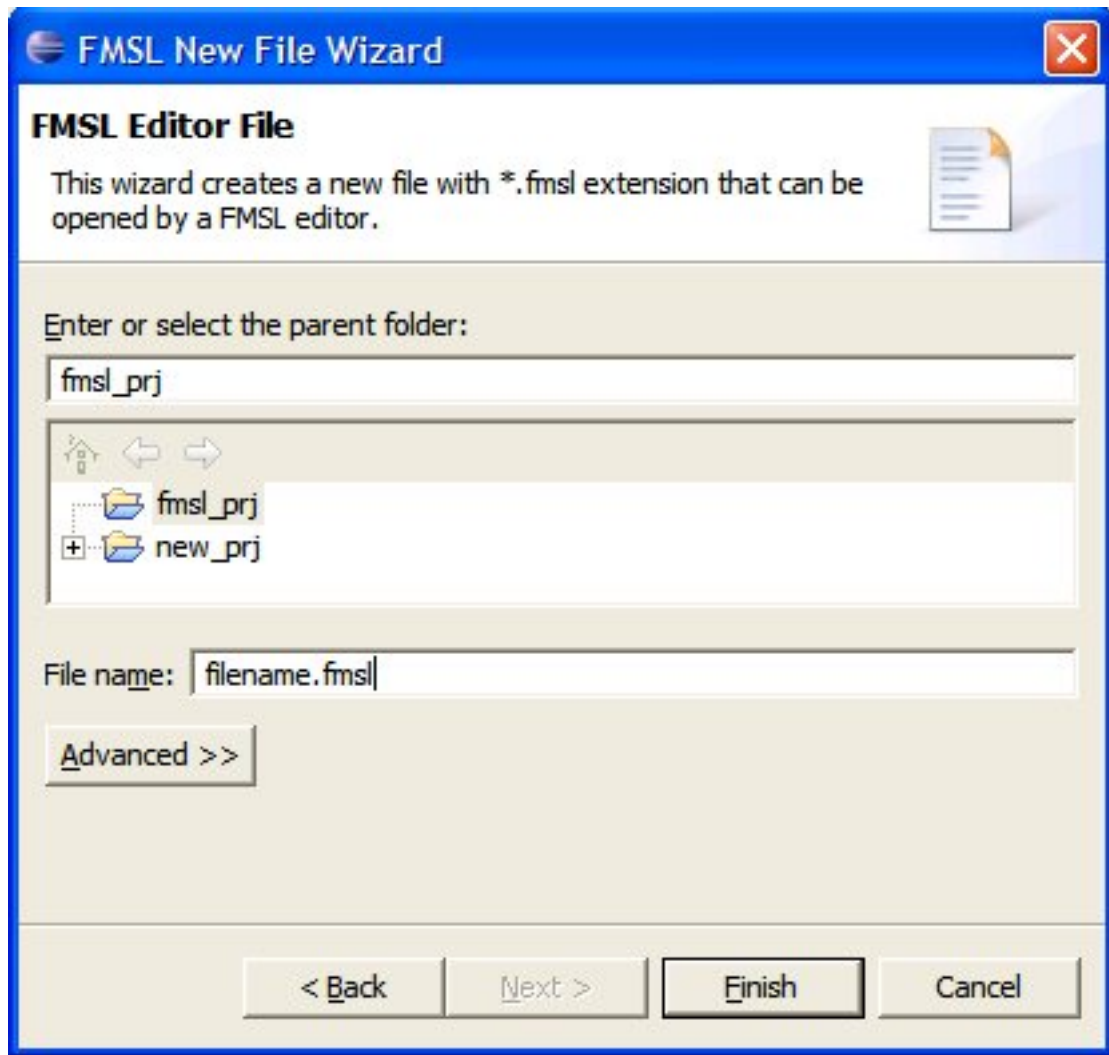 FMSL New File Wizard
FMSL Editor File
This wizard creates a new file with *.fmsl extension that can be
opened by a FMSL editor.
Enter or select the parent folder:
fmsl_prj
fmsl_prj
new_prj
File name: filename.fmsl
Advanced >>
< Back Next > Finish Cancel